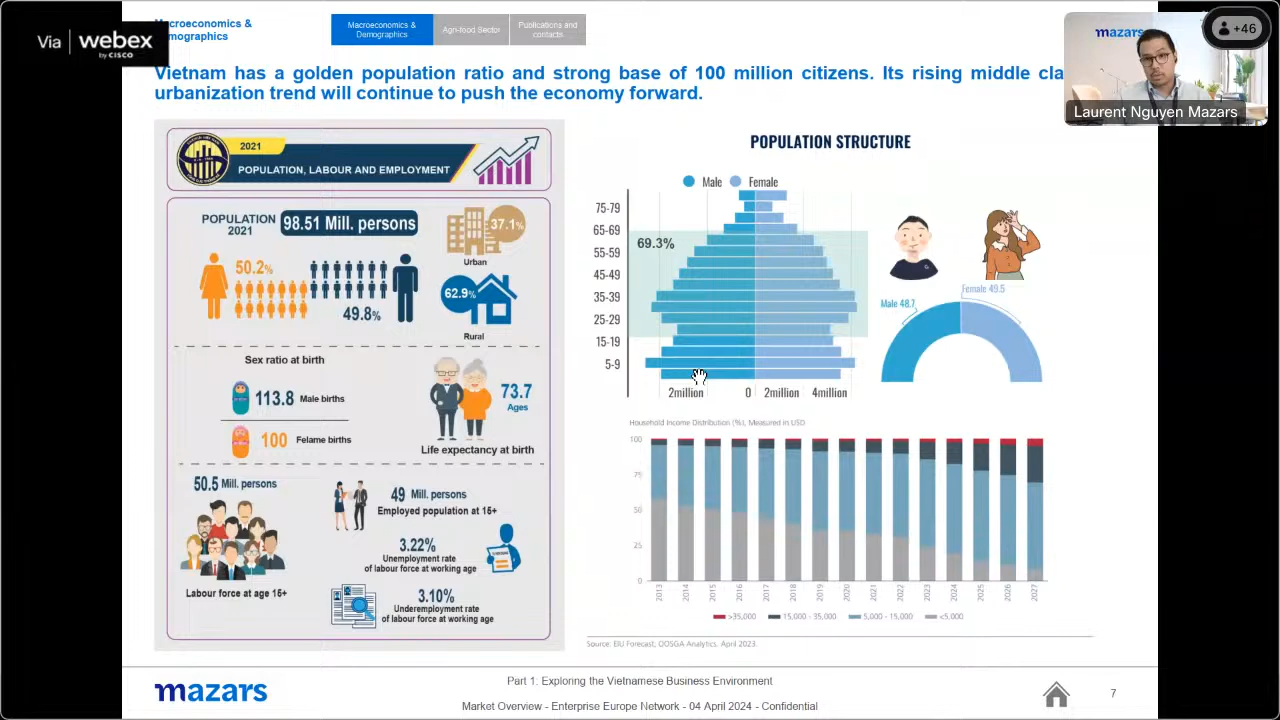 Via webex
by CISCO
croeconomics &
mographics
Macroeconomics &
Demographics
Agri-food Sector
Publications and
contacts
mazars
+46
Laurent Nguyen Mazars
Vietnam has a golden population ratio and strong base of 100 million citizens. Its rising middle cla
urbanization trend will continue to push the economy forward.
2021
POPULATION, LABOUR AND EMPLOYMENT
POPULATION
2021
98.51 Mill. persons
37.1%
Urban
50.2%
49.8%
62.9%
Rural
Sex ratio at birth
113.8 Male births
100 Felame births
73.7
Ages
Life expectancy at birth
50.5 Mill. persons
Labour force at age 15+
49 Mill. persons
Employed population at 15+
3.22%
Unemployment rate
of labour force at working age
3.10%
Underemployment rate
of labour force at working age
POPULATION STRUCTURE
Male Female
75-79
65-69
69.3%
55-59
45-49
35-39
25-29
15-19
5-9
2million 0 2million 4million
Male 48.7
Female 49.5
Household Income Distribution (%), Measured in USD
100
75
50
25
0
2013 2014 2015 2016 2017 2018 2019 2020 2021 2022 2023 2024 2025 2026 2027
>35,000 15,000 - 35,000 5,000 - 15,000 <5,000
Source: EIU Forecast, DOSGA Analytics. April 2023.
mazars
Part 1. Exploring the Vietnamese Business Environment
Market Overview - Enterprise Europe Network - 04 April 2024 - Confidential
7